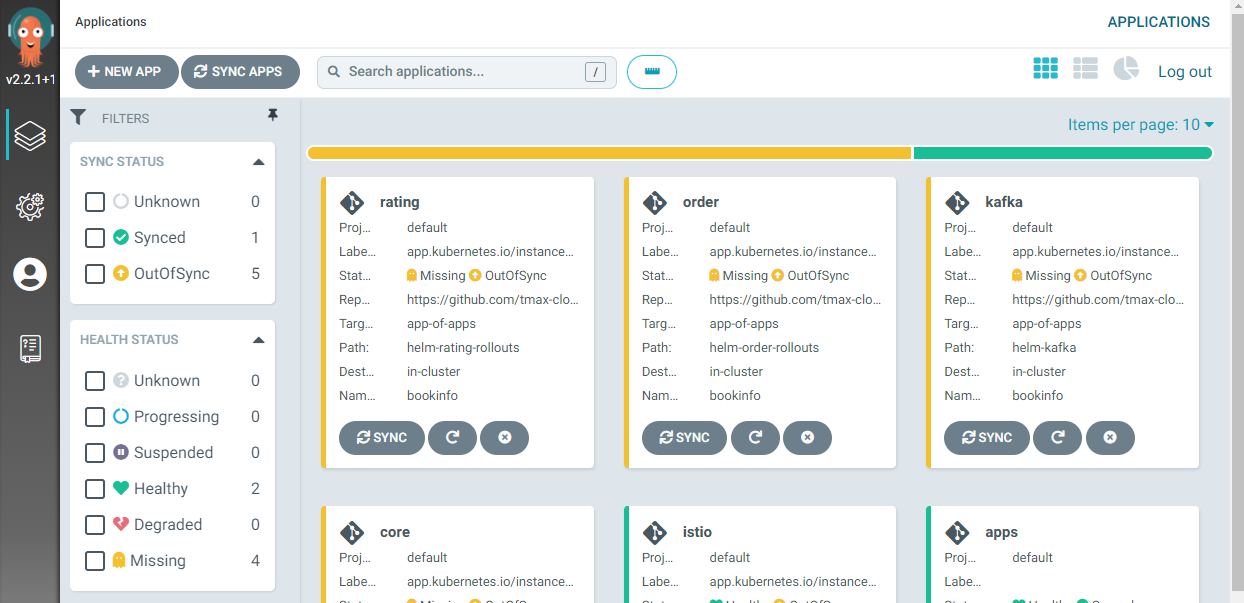 Applications
APPLICATIONS
v2.2.1+1
NEW APP
SYNC APPS
Search applications...
/
Log out
FILTERS
Items per page: 10
SYNC STATUS
Unknown 0
Synced 1
OutOfSync 5
HEALTH STATUS
Unknown 0
Progressing 0
Suspended 0
Healthy 2
Degraded 0
Missing 4
rating
Proj... default
Labe... app.kubernetes.io/instance...
Stat... Missing OutOfSync
Rep... https://github.com/tmax-clo...
Targ... app-of-apps
Path: helm-rating-rollouts
Dest... in-cluster
Nam... bookinfo
SYNC
order
Proj... default
Labe... app.kubernetes.io/instance...
Stat... Missing OutOfSync
Rep... https://github.com/tmax-clo...
Targ... app-of-apps
Path: helm-order-rollouts
Dest... in-cluster
Nam... bookinfo
SYNC
kafka
Proj... default
Labe... app.kubernetes.io/instance...
Stat... Missing OutOfSync
Rep... https://github.com/tmax-clo...
Targ... app-of-apps
Path: helm-kafka
Dest... in-cluster
Nam... bookinfo
SYNC
core
Proj... default
Labe... app.kubernetes.io/instance...
istio
Proj... default
Labe... app.kubernetes.io/instance...
apps
Proj... default
Labe...